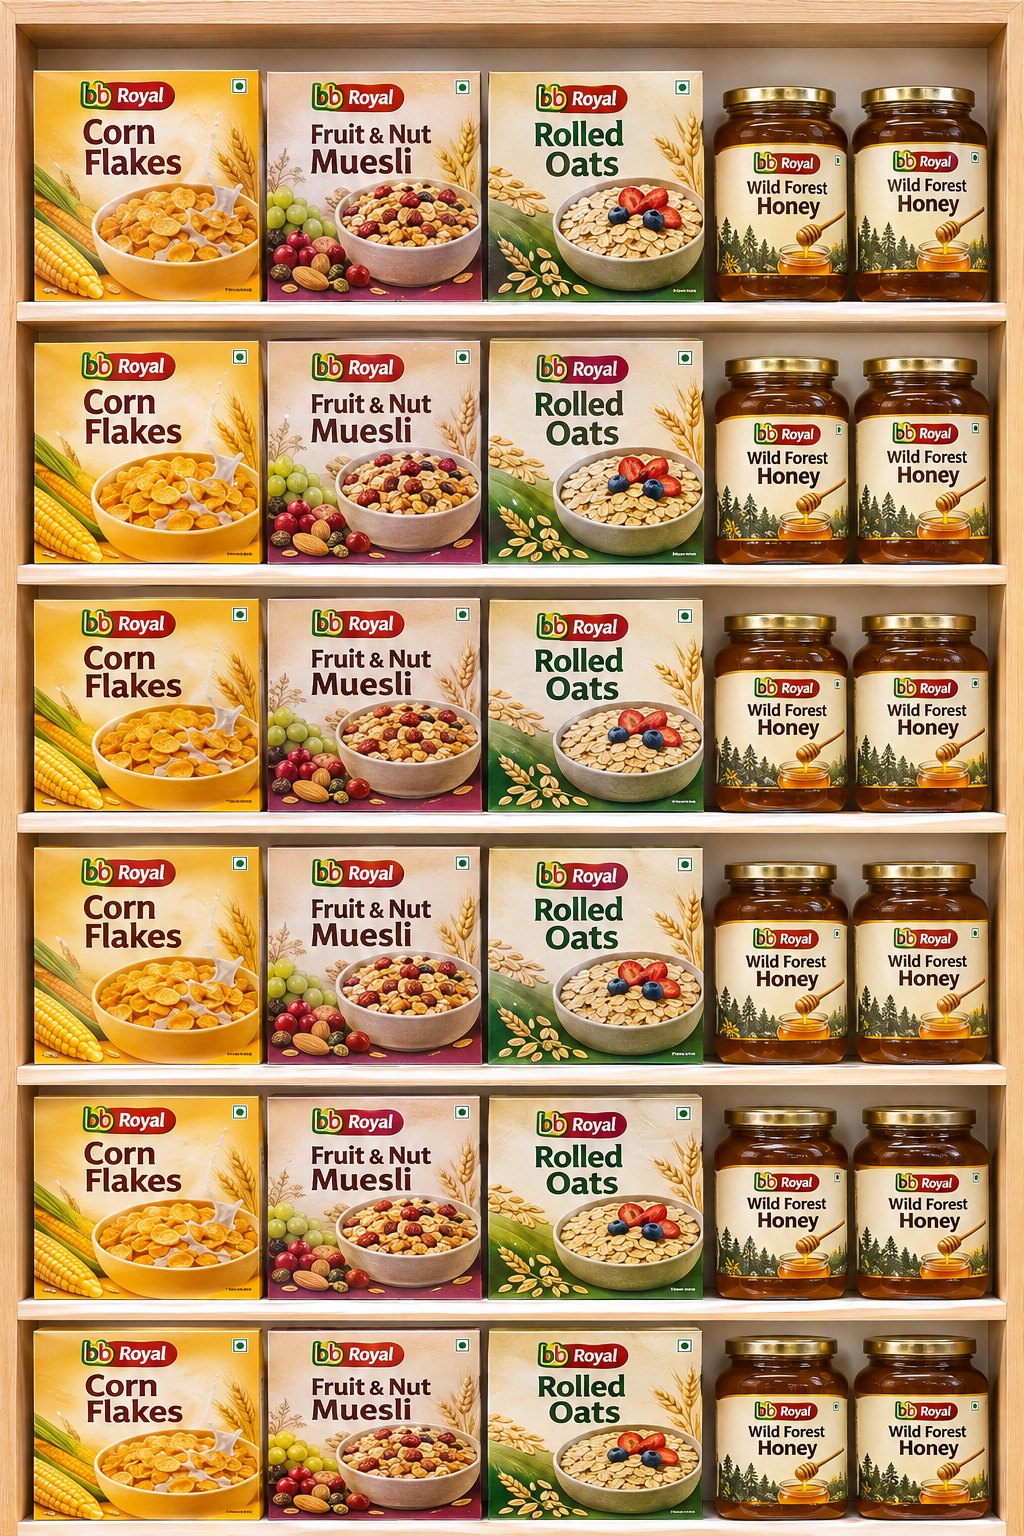 bb Royal
Corn
Flakes
bb Royal
Fruit & Nut
Muesli
bb Royal
Rolled
Oats
bb Royal
Wild Forest
Honey
bb Royal
Wild Forest
Honey
bb Royal
Corn
Flakes
bb Royal
Fruit & Nut
Muesli
bb Royal
Rolled
Oats
bb Royal
Wild Forest
Honey
bb Royal
Wild Forest
Honey
bb Royal
Corn
Flakes
bb Royal
Fruit & Nut
Muesli
bb Royal
Rolled
Oats
bb Royal
Wild Forest
Honey
bb Royal
Wild Forest
Honey
bb Royal
Corn
Flakes
bb Royal
Fruit & Nut
Muesli
bb Royal
Rolled
Oats
bb Royal
Wild Forest
Honey
bb Royal
Wild Forest
Honey
bb Royal
Corn
Flakes
bb Royal
Fruit & Nut
Muesli
bb Royal
Rolled
Oats
bb Royal
Wild Forest
Honey
bb Royal
Wild Forest
Honey
bb Royal
Corn
Flakes
bb Royal
Fruit & Nut
Muesli
bb Royal
Rolled
Oats
bb Royal
Wild Forest
Honey
bb Royal
Wild Forest
Honey